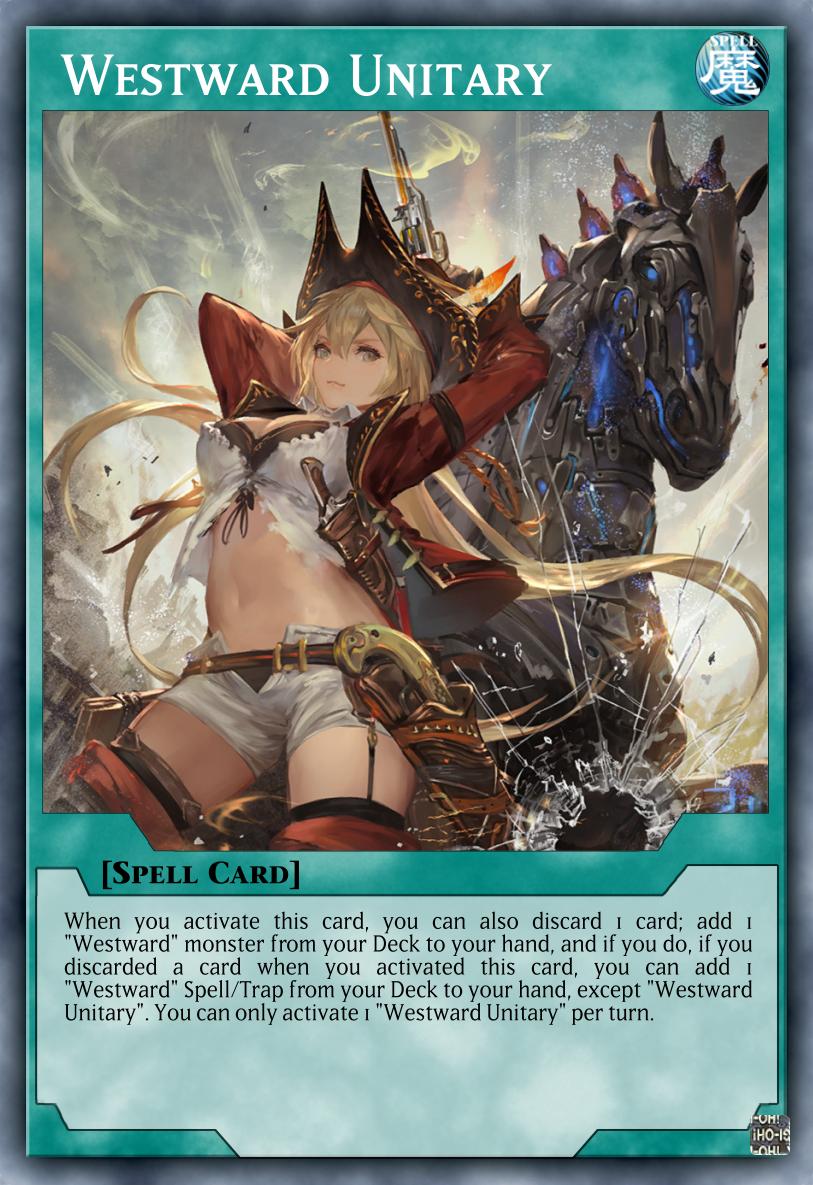 Westward Unitary
SPELL
魔
[Spell Card]
When you activate this card, you can also discard 1 card; add 1
"Westward" monster from your Deck to your hand, and if you do, if you
discarded a card when you activated this card, you can add 1
"Westward" Spell/Trap from your Deck to your hand, except "Westward
Unitary". You can only activate 1 "Westward Unitary" per turn.